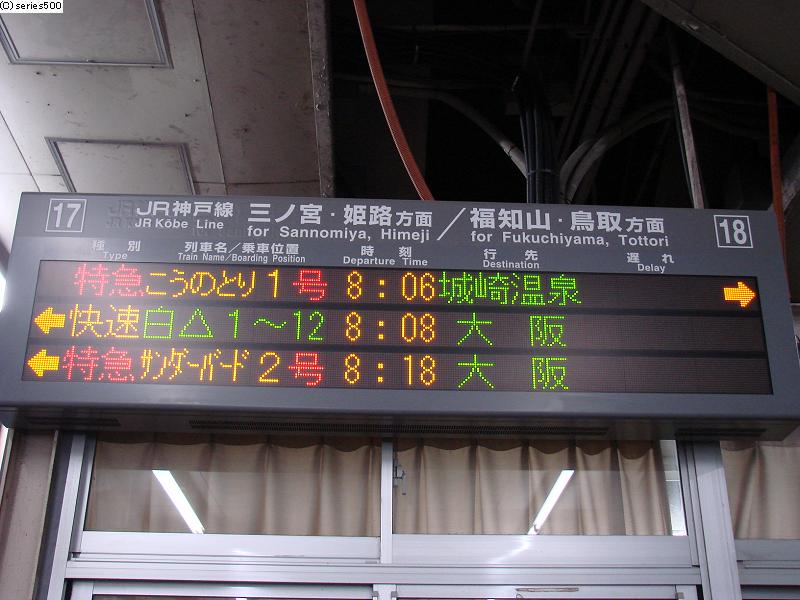 (C) series500
17 JR神戸線 三ノ宮・姫路方面／福知山・鳥取方面 18
JR Kōbe Line for Sannomiya, Himeji for Fukuchiyama, Tottori
種別 列車名／乗車位置 時刻 行先 遅れ
Type Train Name/Boarding Position Departure Time Destination Delay
特急 こうのとり 1号 8:06 城崎温泉 →
← 快速 白△1～12 8:08 大阪
← 特急 サンダーバード 2号 8:18 大阪